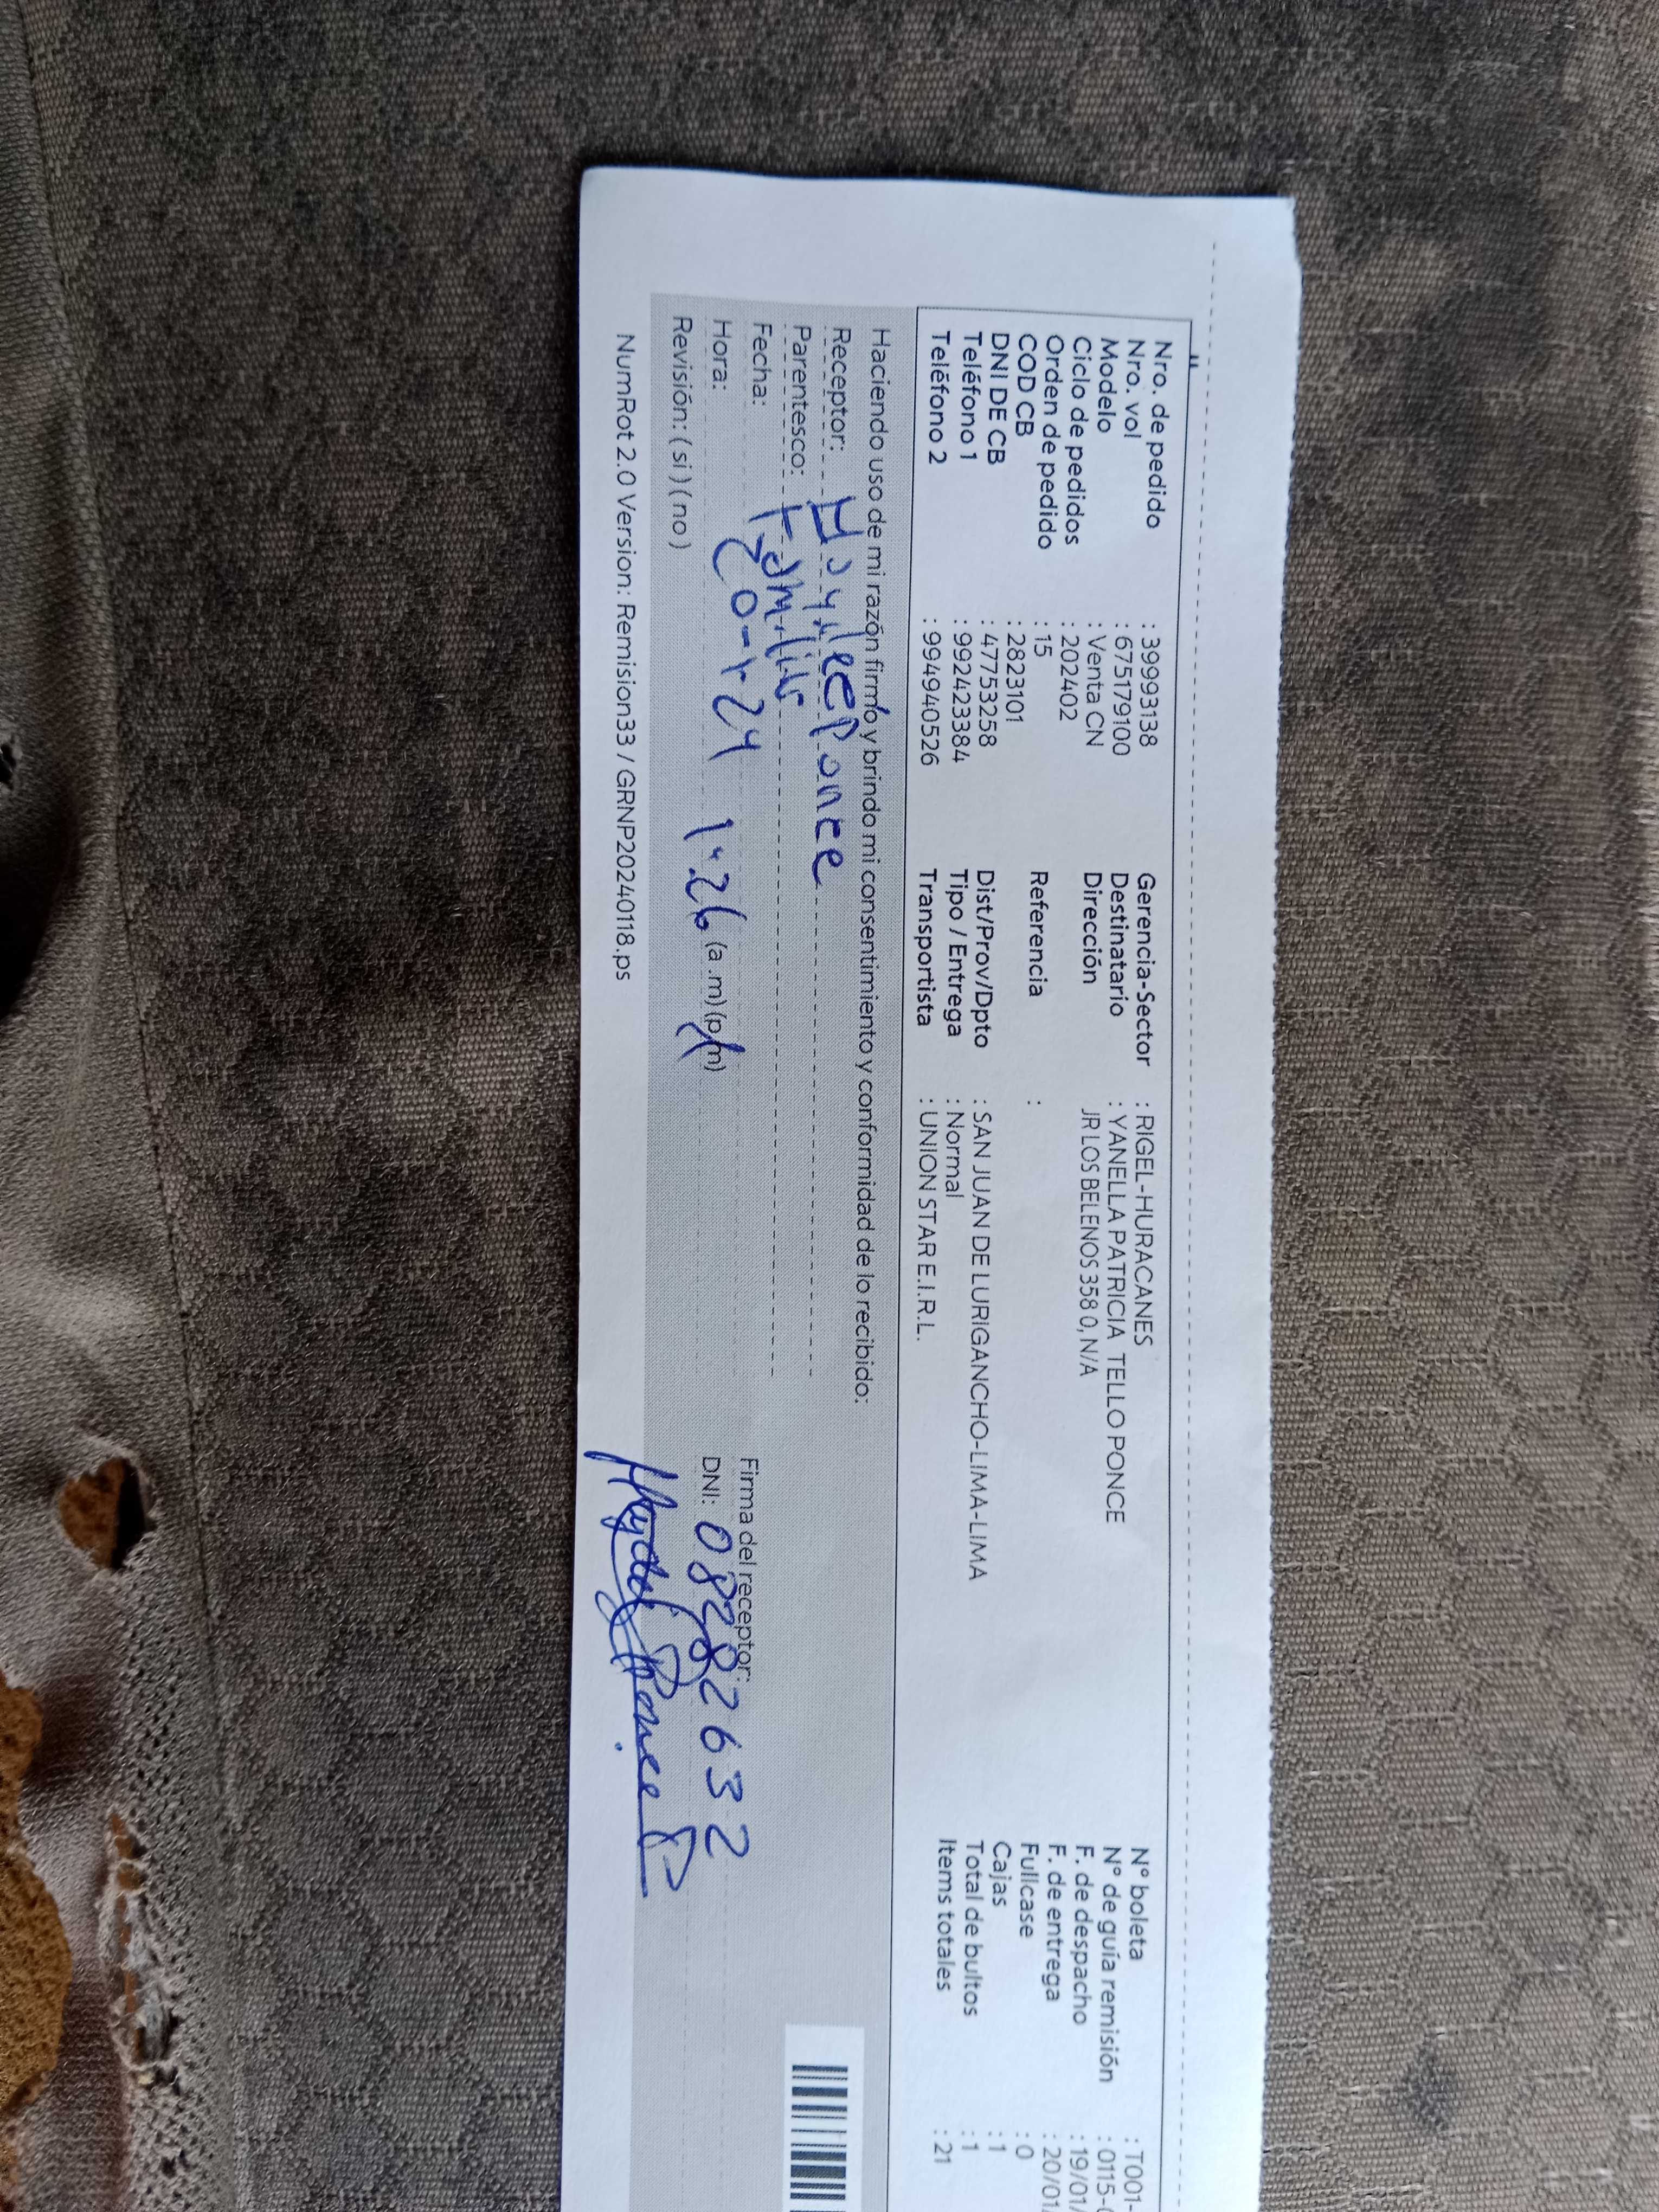 Nro. de pedido : 39993138
Nro. vol : 675179100
Modelo : Venta CN
Ciclo de pedidos : 202402
Orden de pedido : 15
COD CB : 2823101
DNI DE CB : 47753258
Teléfono 1 : 992423384
Teléfono 2 : 994940526
Gerencia-Sector : RIGEL-HURACANES
Destinatario : YANELLA PATRICIA TELLO PONCE
Dirección JR LOS BELENOS 358 0, N/A
Referencia :
Dist/Prov/Dpto : SAN JUAN DE LURIGANCHO-LIMA-LIMA
Tipo / Entrega : Normal
Transportista : UNION STAR E.I.R.L.
N° boleta : T001-
N° de guía remisión : 0115-
F. de despacho : 19/01/
F. de entrega : 20/01/
Fullcase : 0
Cajas : 1
Total de bultos : 1
Items totales : 21
Haciendo uso de mi razón firmo y brindo mi consentimiento y conformidad de lo recibido:
Receptor: Ponce
Parentesco: Familiar
Fecha: 20-1-24
Hora: 1:26 (a .m) (p.m)
Revisión: ( si ) ( no )
Firma del receptor:
DNI: 08282632
Ponce
NumRot 2.0 Version: Remision33 / GRNP20240118.ps